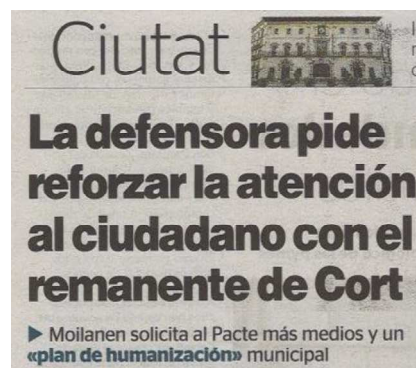 Ciutat
La defensora pide
reforzar la atención
al ciudadano con el
remanente de Cort
▶ Moilanen solicita al Pacte más medios y un
«plan de humanización» municipal